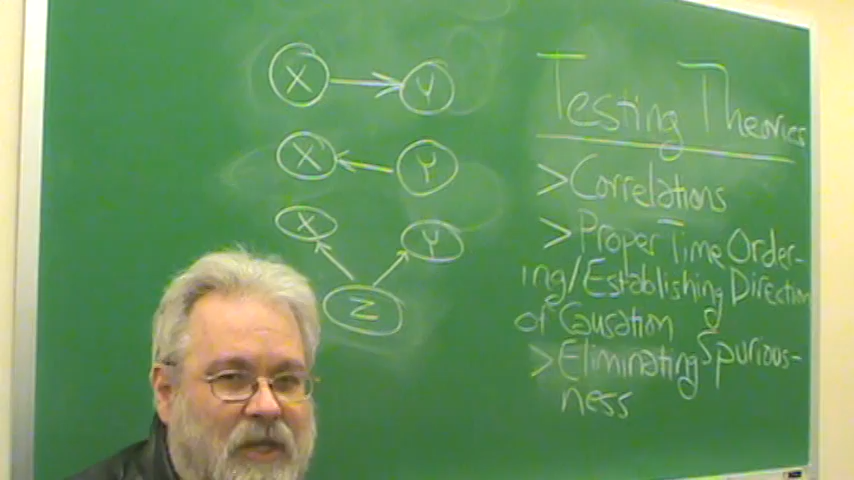 X Y
X Y
X Y
Z
Testing Theories
>Correlations
>Proper Time Order-
ing/Establishing Direction
of Causation
>Eliminating Spurious-
ness